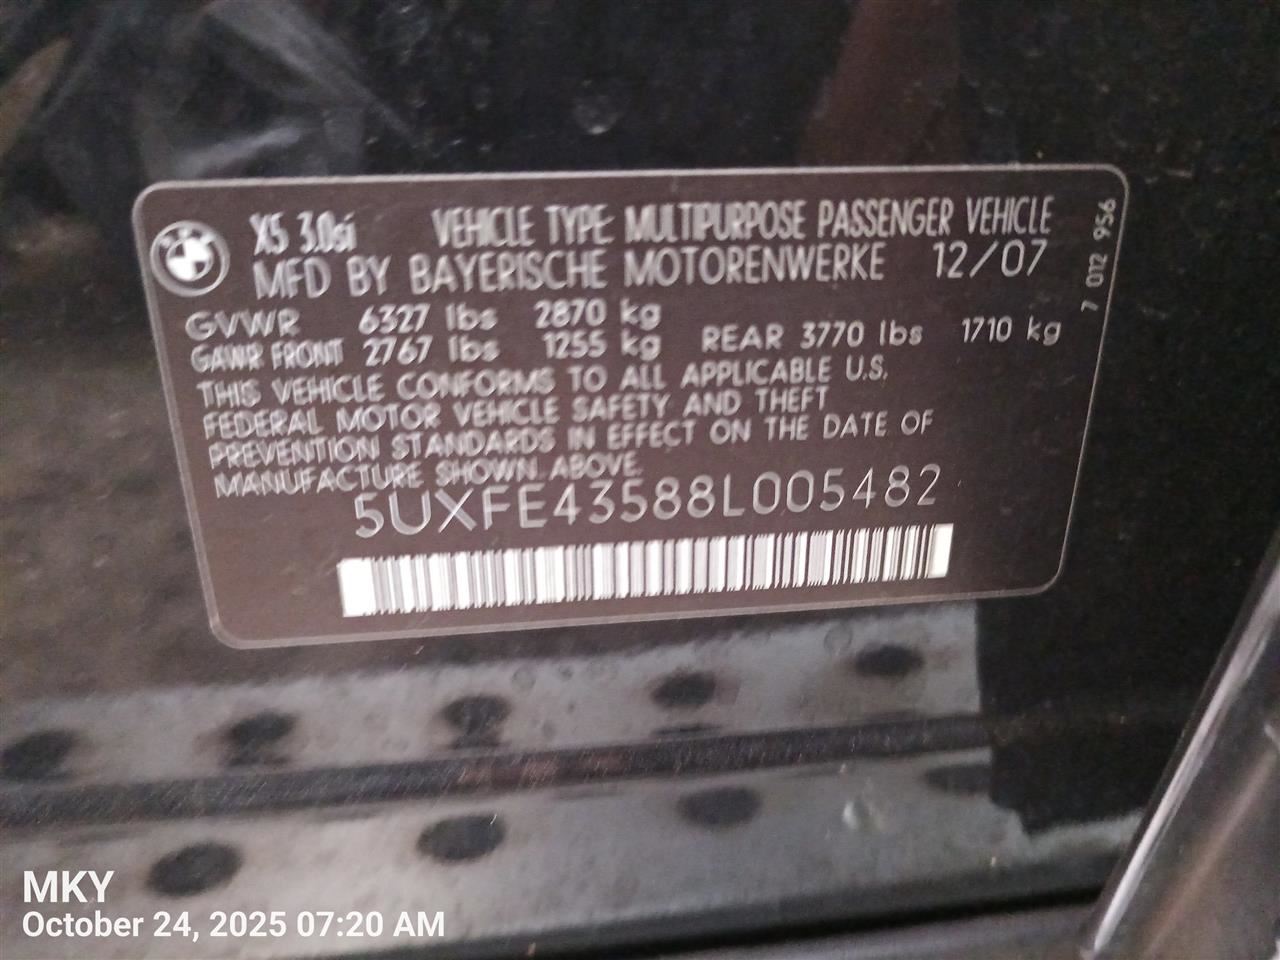 X5 3.0si VEHICLE TYPE: MULTIPURPOSE PASSENGER VEHICLE
MFD BY BAYERISCHE MOTORENWERKE 12/07
GVWR 6327 lbs 2870 kg
GAWR FRONT 2767 lbs 1255 kg REAR 3770 lbs 1710 kg
THIS VEHICLE CONFORMS TO ALL APPLICABLE U.S.
FEDERAL MOTOR VEHICLE SAFETY AND THEFT
PREVENTION STANDARDS IN EFFECT ON THE DATE OF
MANUFACTURE SHOWN ABOVE.
5UXFE43588L005482
7 012 956
MKY
October 24, 2025 07:20 AM